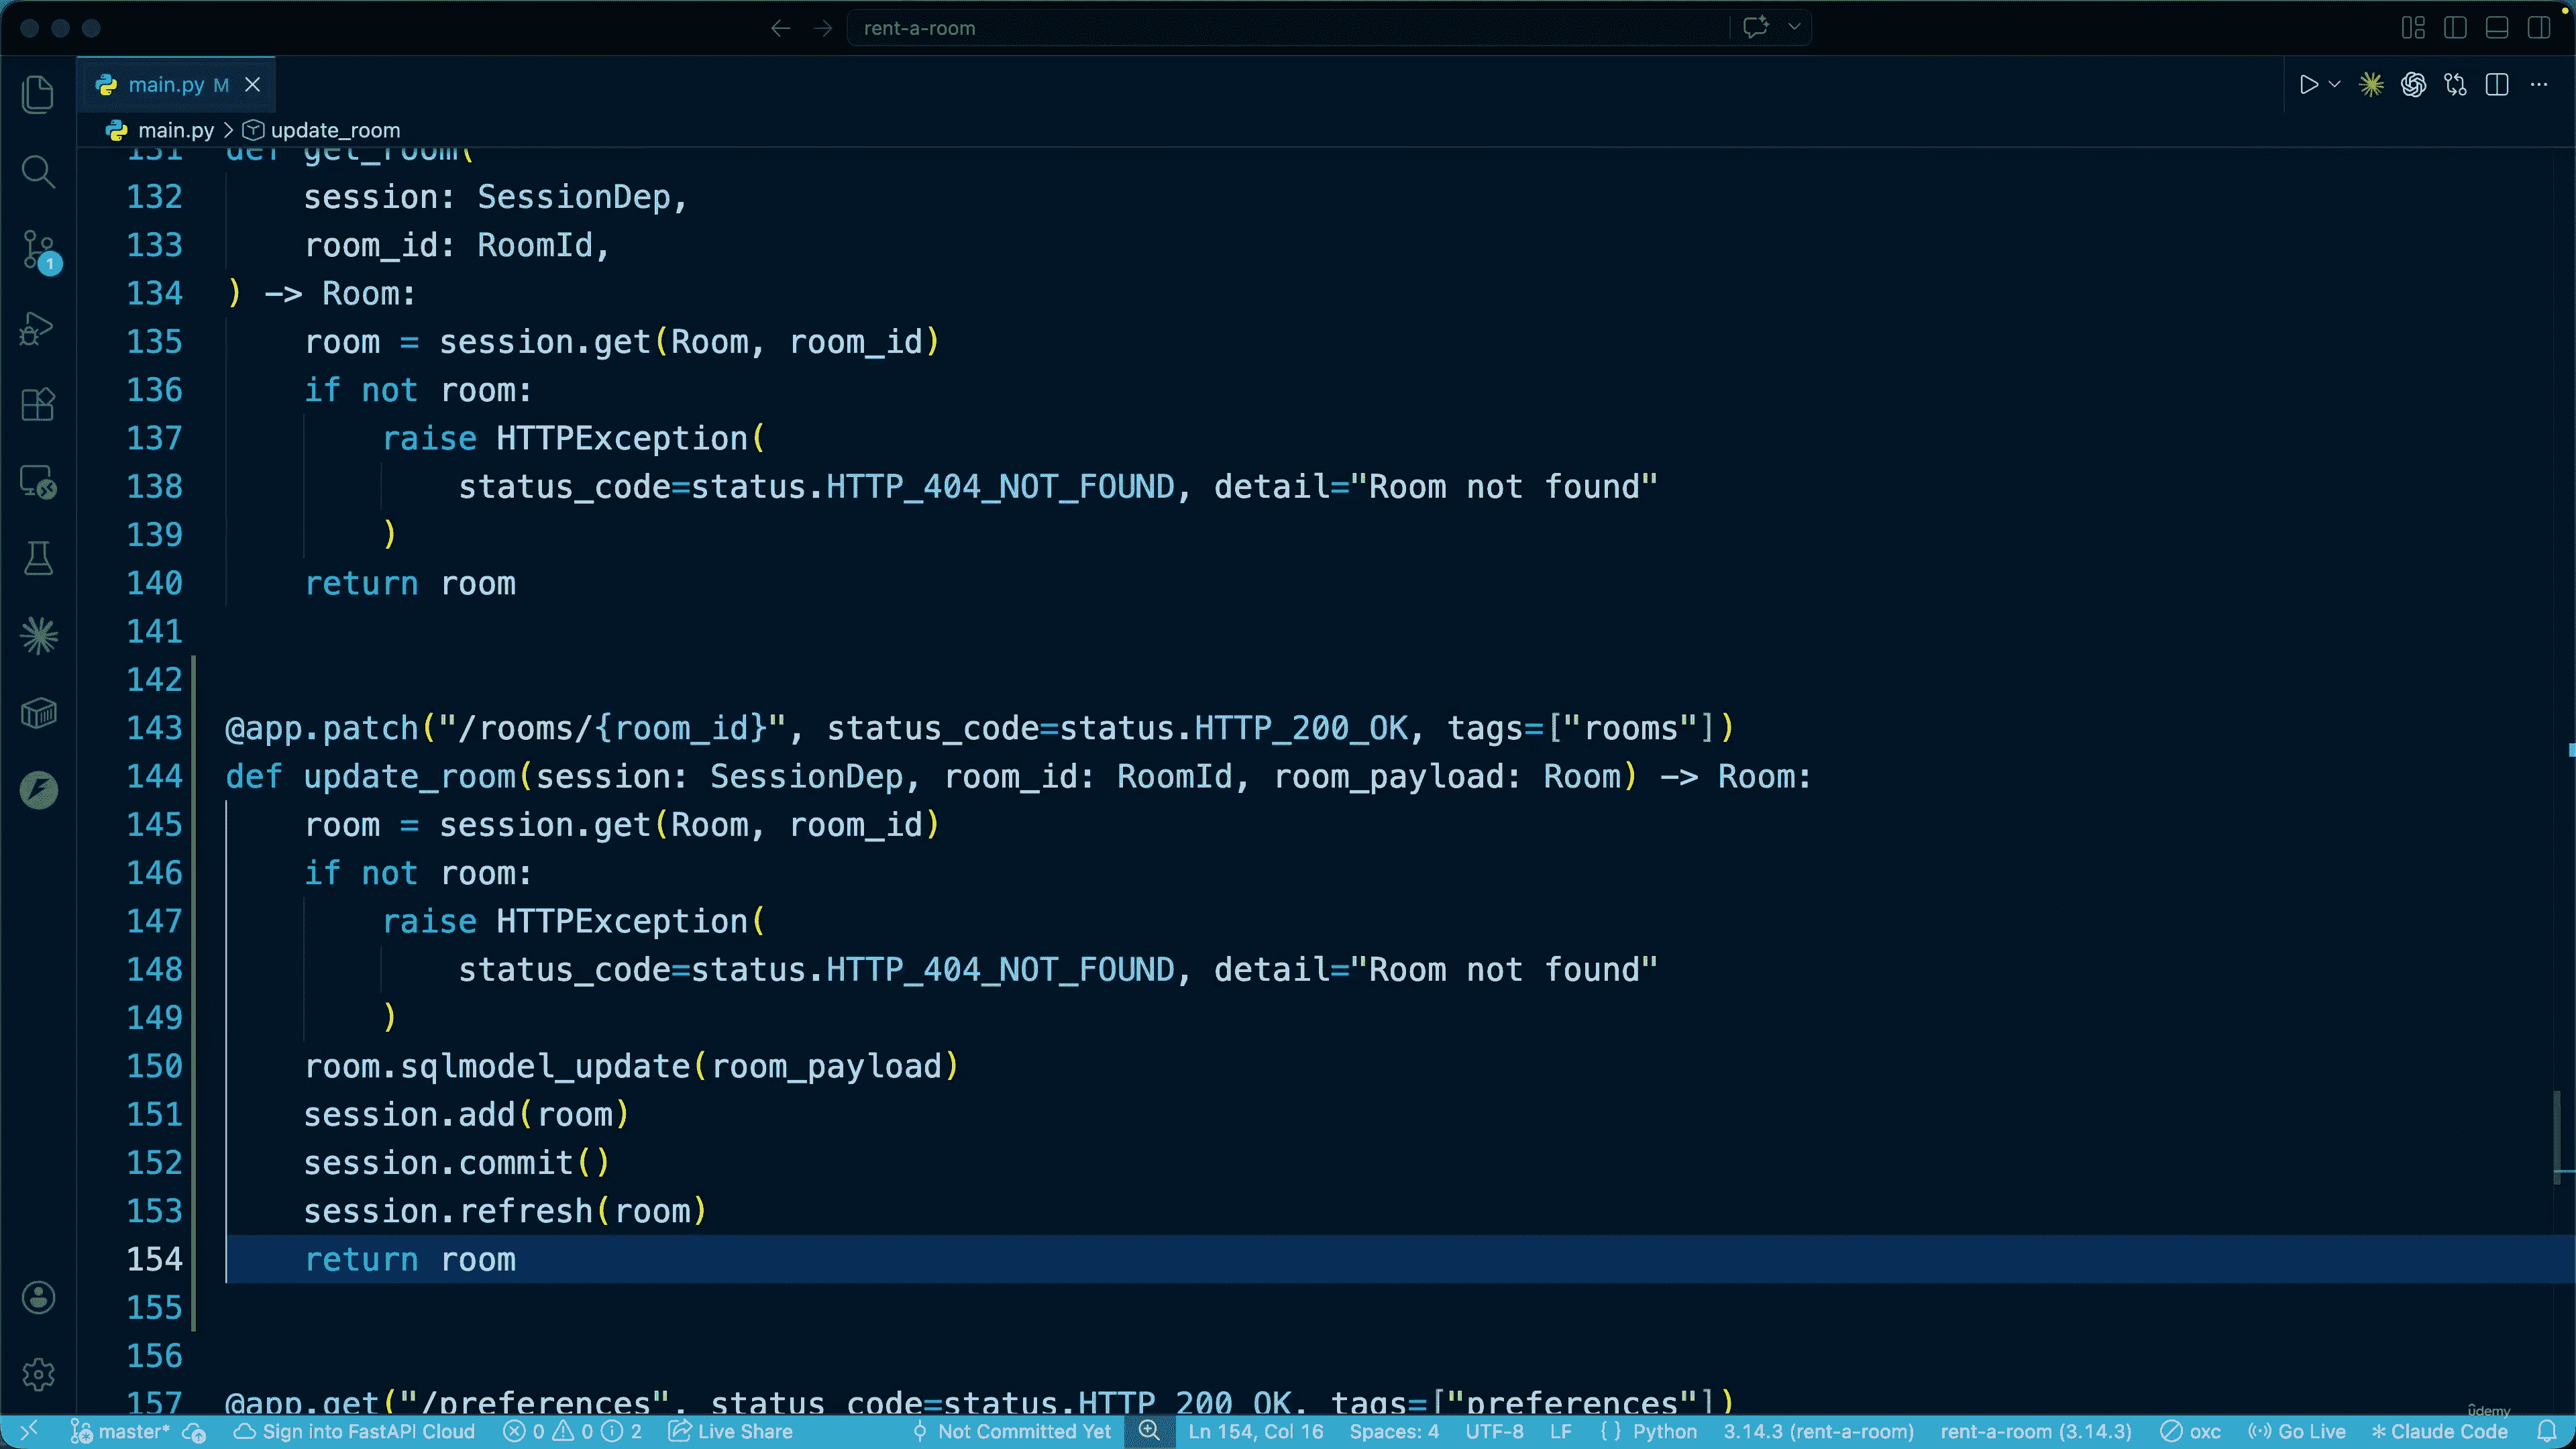 rent-a-room
main.py M
main.py > update_room
131 def get_room(
132 session: SessionDep,
133 room_id: RoomId,
134 ) -> Room:
135 room = session.get(Room, room_id)
136 if not room:
137 raise HTTPException(
138 status_code=status.HTTP_404_NOT_FOUND, detail="Room not found"
139 )
140 return room
141
142
143 @app.patch("/rooms/{room_id}", status_code=status.HTTP_200_OK, tags=["rooms"])
144 def update_room(session: SessionDep, room_id: RoomId, room_payload: Room) -> Room:
145 room = session.get(Room, room_id)
146 if not room:
147 raise HTTPException(
148 status_code=status.HTTP_404_NOT_FOUND, detail="Room not found"
149 )
150 room.sqlmodel_update(room_payload)
151 session.add(room)
152 session.commit()
153 session.refresh(room)
154 return room
155
156
157 @app.get("/preferences", status_code=status.HTTP_200_OK, tags=["preferences"])
1
udemy
master* Sign into FastAPI Cloud 0 0 2 Live Share Not Committed Yet Ln 154, Col 16 Spaces: 4 UTF-8 LF { } Python 3.14.3 (rent-a-room) rent-a-room (3.14.3) oxc Go Live Claude Code